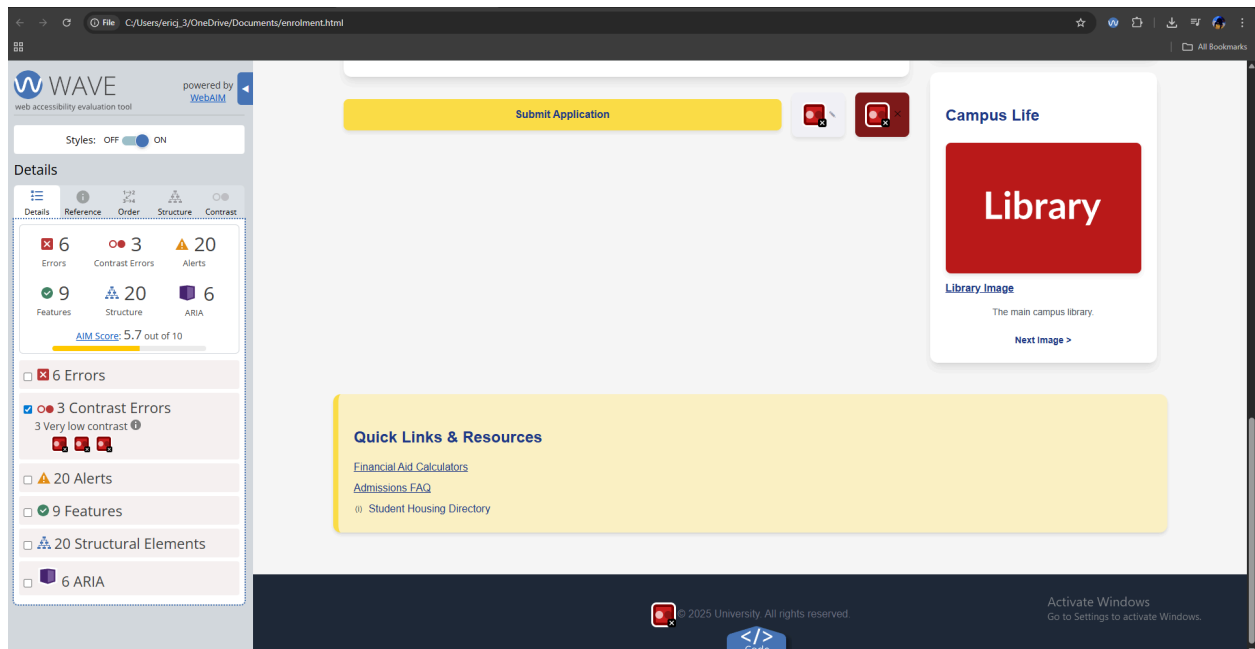 File C:/Users/ericj_3/OneDrive/Documents/enrolment.html
All Bookmarks
WAVE
web accessibility evaluation tool
powered by
WebAIM
Styles: OFF ON
Details
Details Reference Order Structure Contrast
6 3 20
Errors Contrast Errors Alerts
9 20 6
Features Structure ARIA
AIM Score: 5.7 out of 10
6 Errors
3 Contrast Errors
3 Very low contrast
20 Alerts
9 Features
20 Structural Elements
6 ARIA
Submit Application
Campus Life
Library
Library Image
The main campus library.
Next Image >
Quick Links & Resources
Financial Aid Calculators
Admissions FAQ
(i) Student Housing Directory
© 2025 University. All rights reserved.
</> 
Code
Activate Windows
Go to Settings to activate Windows.